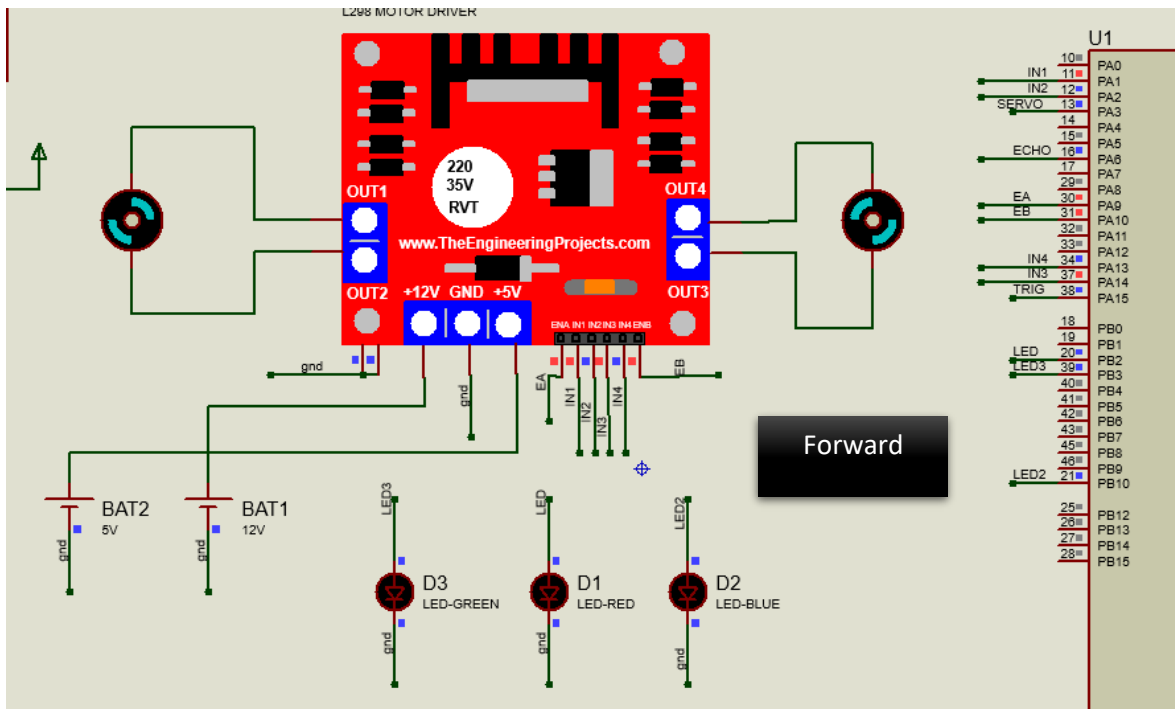 L298 MOTOR DRIVER
220
35V
RVT
OUT1
OUT4
www.TheEngineeringProjects.com
OUT2
+12V GND +5V
OUT3
ENA IN1 IN2 IN3 IN4 ENB
gnd
gnd
EA
IN1
IN2
IN3
IN4
EB
BAT2
5V
gnd
BAT1
12V
gnd
Forward
LED3
D3
LED-GREEN
gnd
LED
D1
LED-RED
gnd
LED2
D2
LED-BLUE
gnd
U1
10 PA0
IN1 11 PA1
IN2 12 PA2
SERVO 13 PA3
14 PA4
15 PA5
ECHO 16 PA6
17 PA7
29 PA8
EA 30 PA9
EB 31 PA10
32 PA11
33 PA12
IN4 34 PA13
IN3 37 PA14
TRIG 38 PA15
18 PB0
19 PB1
LED 20 PB2
LED3 39 PB3
40 PB4
41 PB5
42 PB6
43 PB7
45 PB8
46 PB9
LED2 21 PB10
25 PB12
26 PB13
27 PB14
28 PB15